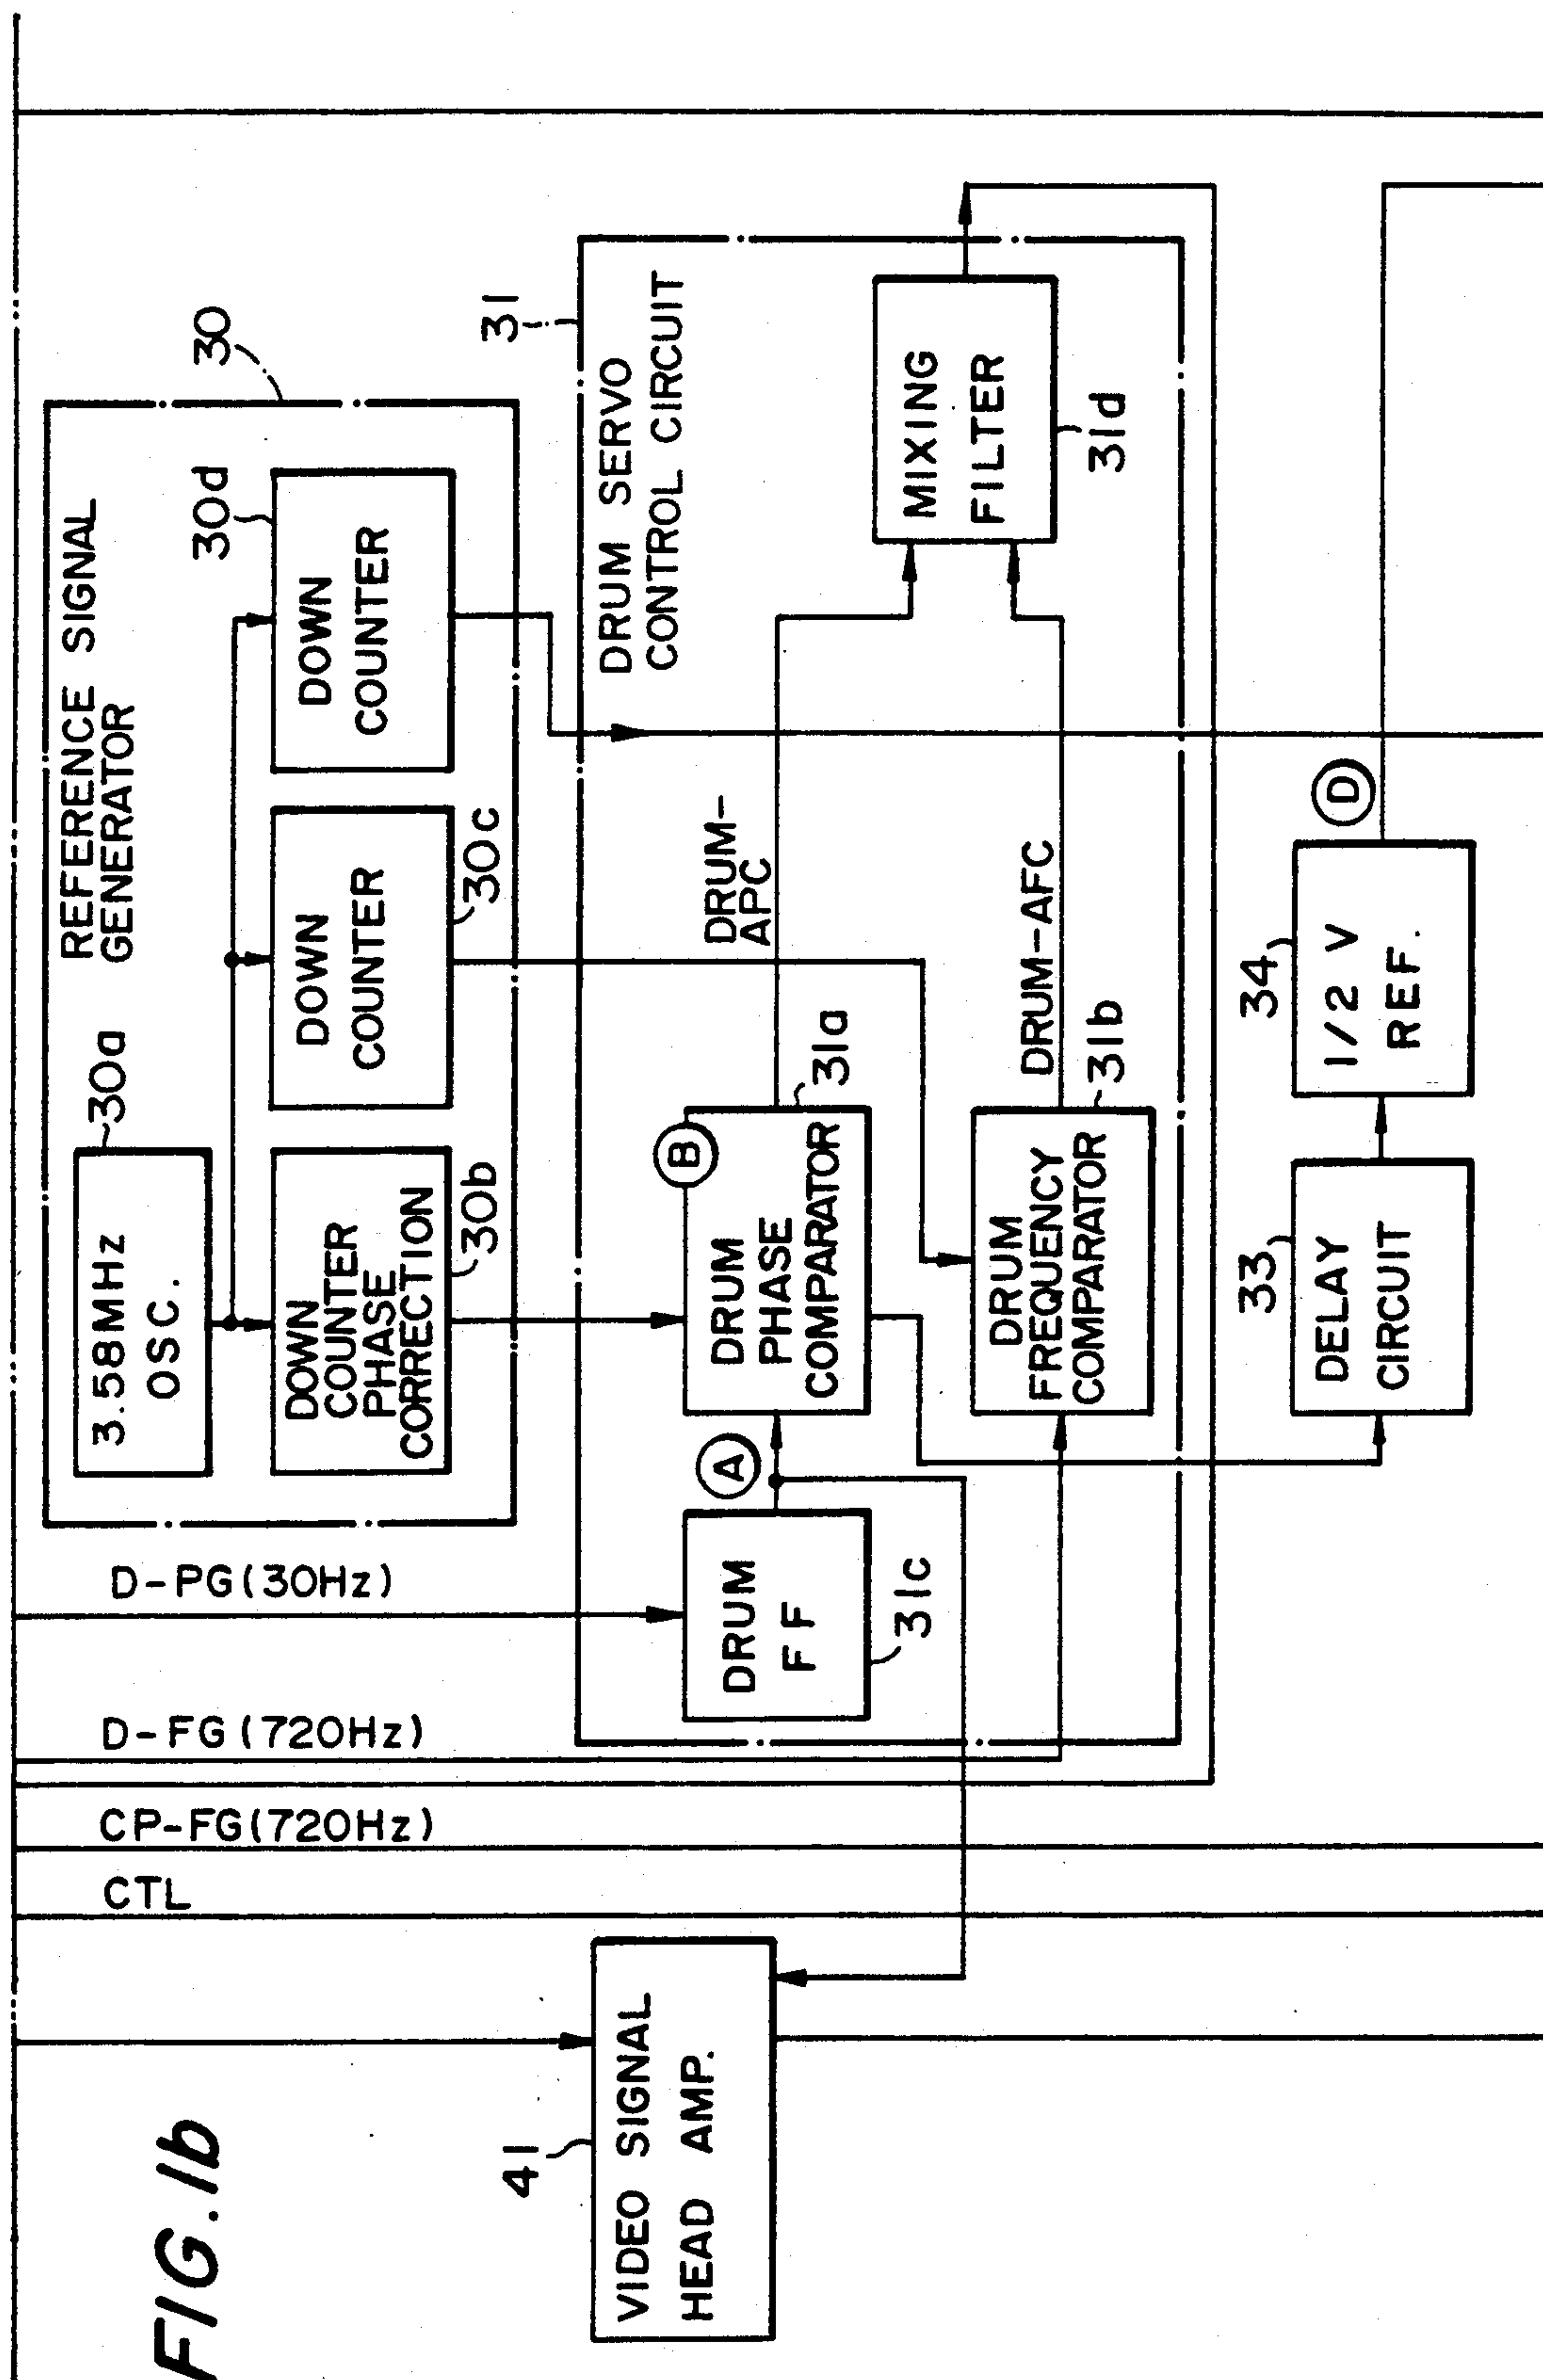 FIG.1b
REFERENCE SIGNAL
GENERATOR
30
30a
3.58MHz
OSC.
DOWN
COUNTER
PHASE
CORRECTION
30b
DOWN
COUNTER
30c
DOWN
COUNTER
30d
D-PG(30Hz)
D-FG(720Hz)
CP-FG(720Hz)
CTL
31
DRUM SERVO
CONTROL CIRCUIT
DRUM
FF
31c
A
B
DRUM
PHASE
COMPARATOR
31a
DRUM-
APC
DRUM
FREQUENCY
COMPARATOR
31b
DRUM-AFC
MIXING
FILTER
31d
41
VIDEO SIGNAL
HEAD AMP.
33
DELAY
CIRCUIT
34
1/2 V
REF.
D